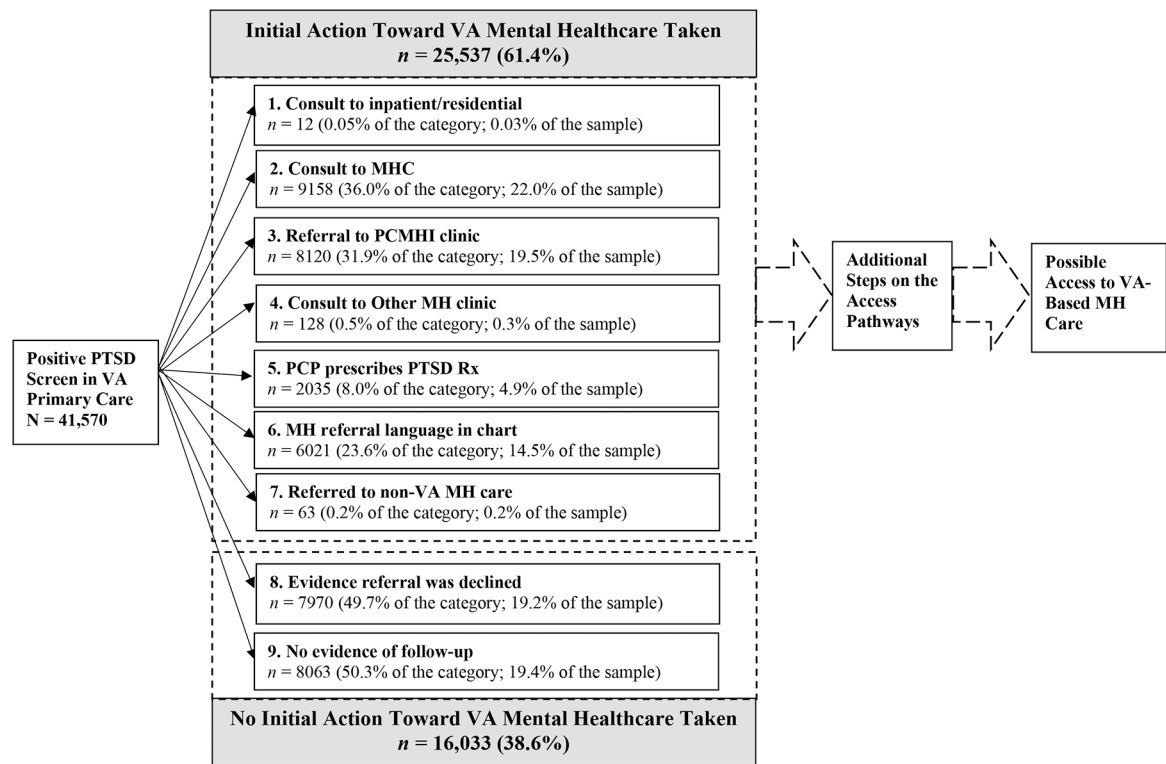 Initial Action Toward VA Mental Healthcare Taken
n = 25,537 (61.4%)
1. Consult to inpatient/residential
n = 12 (0.05% of the category; 0.03% of the sample)
2. Consult to MHC
n = 9158 (36.0% of the category; 22.0% of the sample)
3. Referral to PCMHI clinic
n = 8120 (31.9% of the category; 19.5% of the sample)
4. Consult to Other MH clinic
n = 128 (0.5% of the category; 0.3% of the sample)
5. PCP prescribes PTSD Rx
n = 2035 (8.0% of the category; 4.9% of the sample)
6. MH referral language in chart
n = 6021 (23.6% of the category; 14.5% of the sample)
7. Referred to non-VA MH care
n = 63 (0.2% of the category; 0.2% of the sample)
8. Evidence referral was declined
n = 7970 (49.7% of the category; 19.2% of the sample)
9. No evidence of follow-up
n = 8063 (50.3% of the category; 19.4% of the sample)
No Initial Action Toward VA Mental Healthcare Taken
n = 16,033 (38.6%)
Positive PTSD
Screen in VA
Primary Care
N = 41,570
Additional
Steps on the
Access
Pathways
Possible
Access to VA-
Based MH
Care